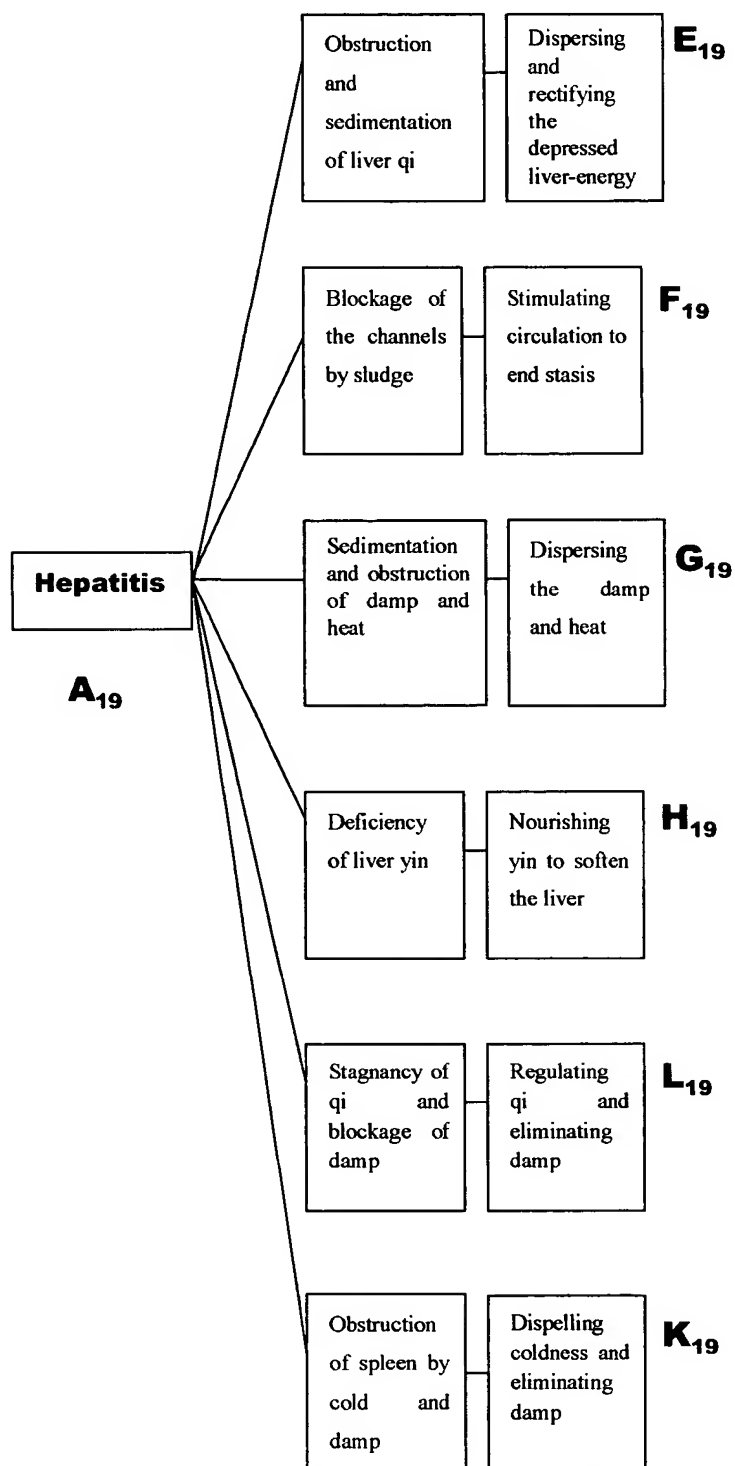 Obstruction
and
sedimentation
of liver qi
Dispersing
and
rectifying
the
depressed
liver-energy
E19
Blockage of
the channels
by sludge
Stimulating
circulation to
end stasis
F19
Hepatitis
A19
Sedimentation
and obstruction
of damp and
heat
Dispersing
the damp
and heat
G19
Deficiency
of liver yin
Nourishing
yin to soften
the liver
H19
Stagnancy of
qi and
blockage of
damp
Regulating
qi and
eliminating
damp
L19
Obstruction
of spleen by
cold and
damp
Dispelling
coldness and
eliminating
damp
K19